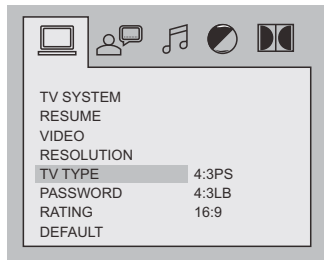 TV SYSTEM
RESUME
VIDEO
RESOLUTION
TV TYPE 4:3PS
PASSWORD 4:3LB
RATING 16:9
DEFAULT